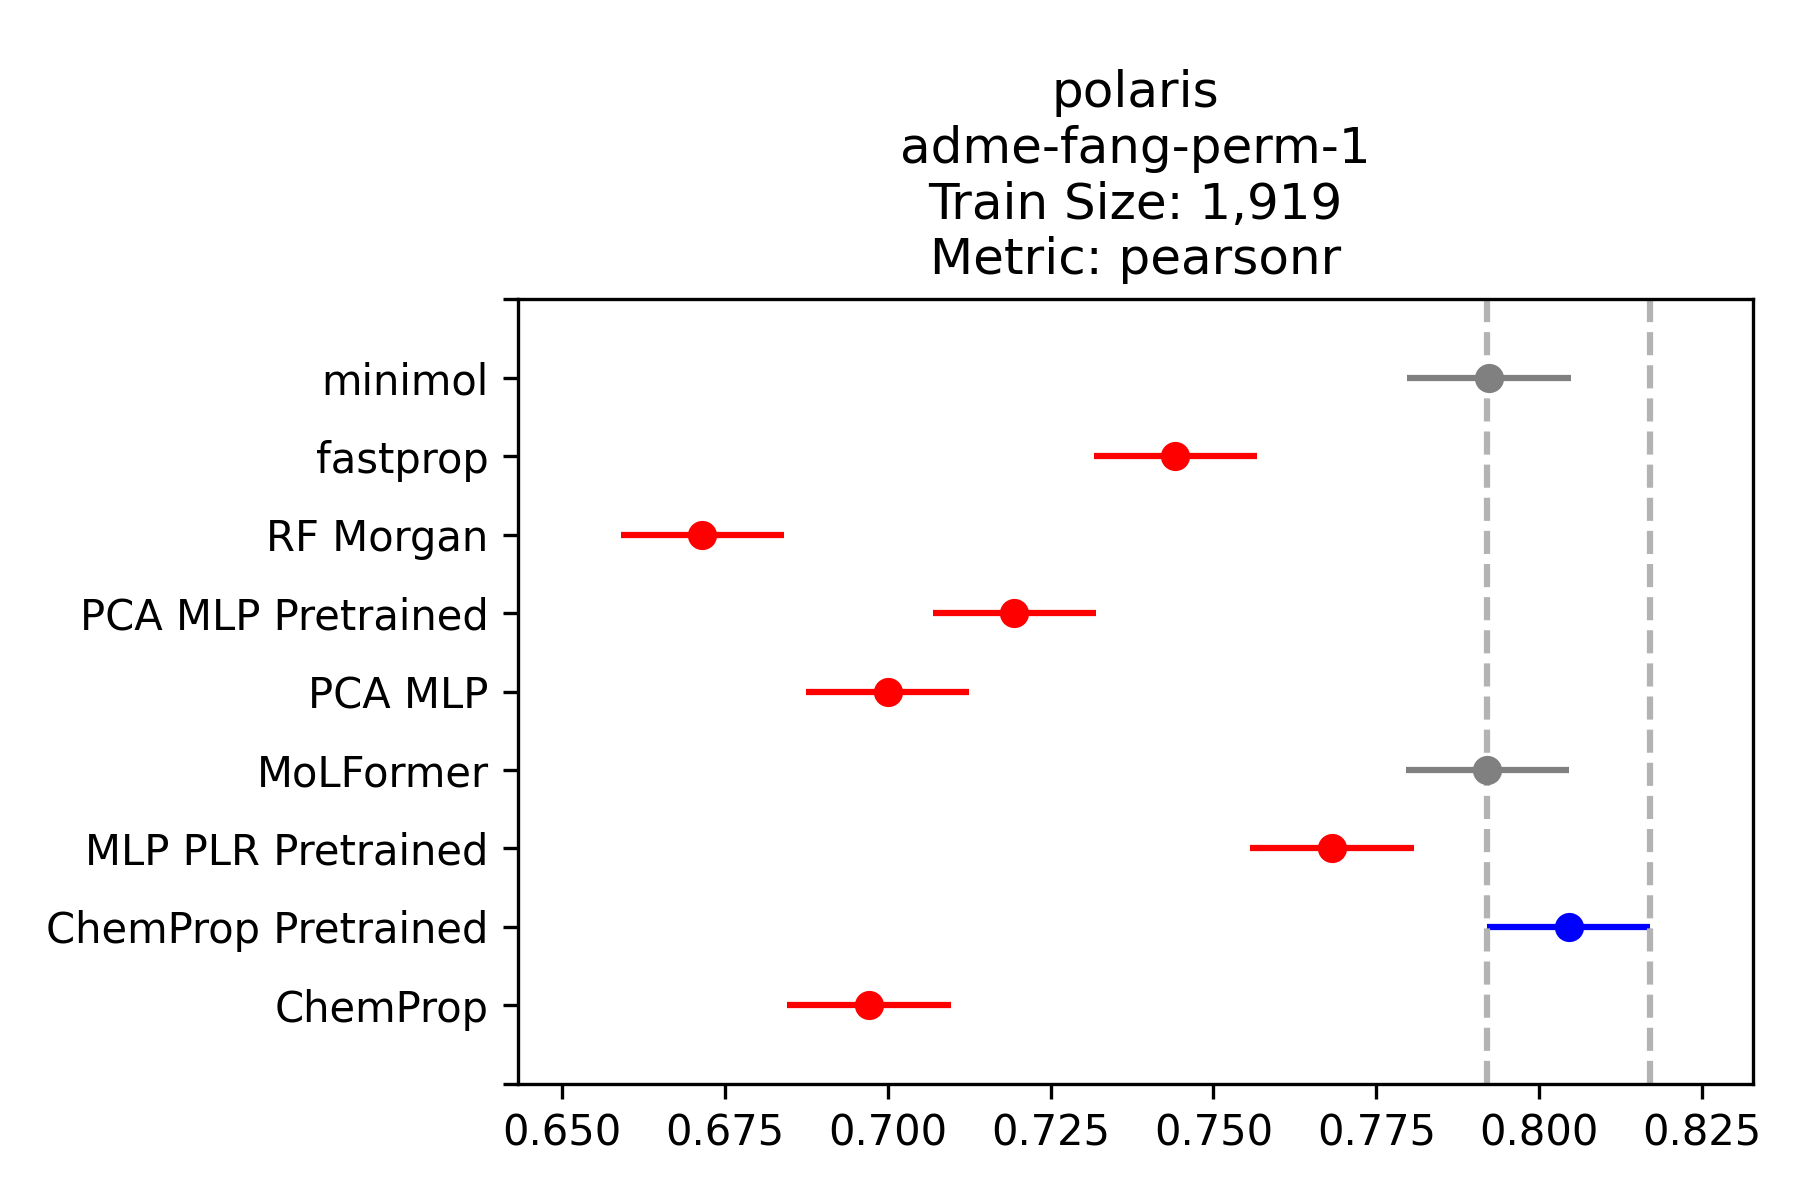 polaris
adme-fang-perm-1
Train Size: 1,919
Metric: pearsonr
minimol
fastprop
RF Morgan
PCA MLP Pretrained
PCA MLP
MoLFormer
MLP PLR Pretrained
ChemProp Pretrained
ChemProp
0.650 0.675 0.700 0.725 0.750 0.775 0.800 0.825